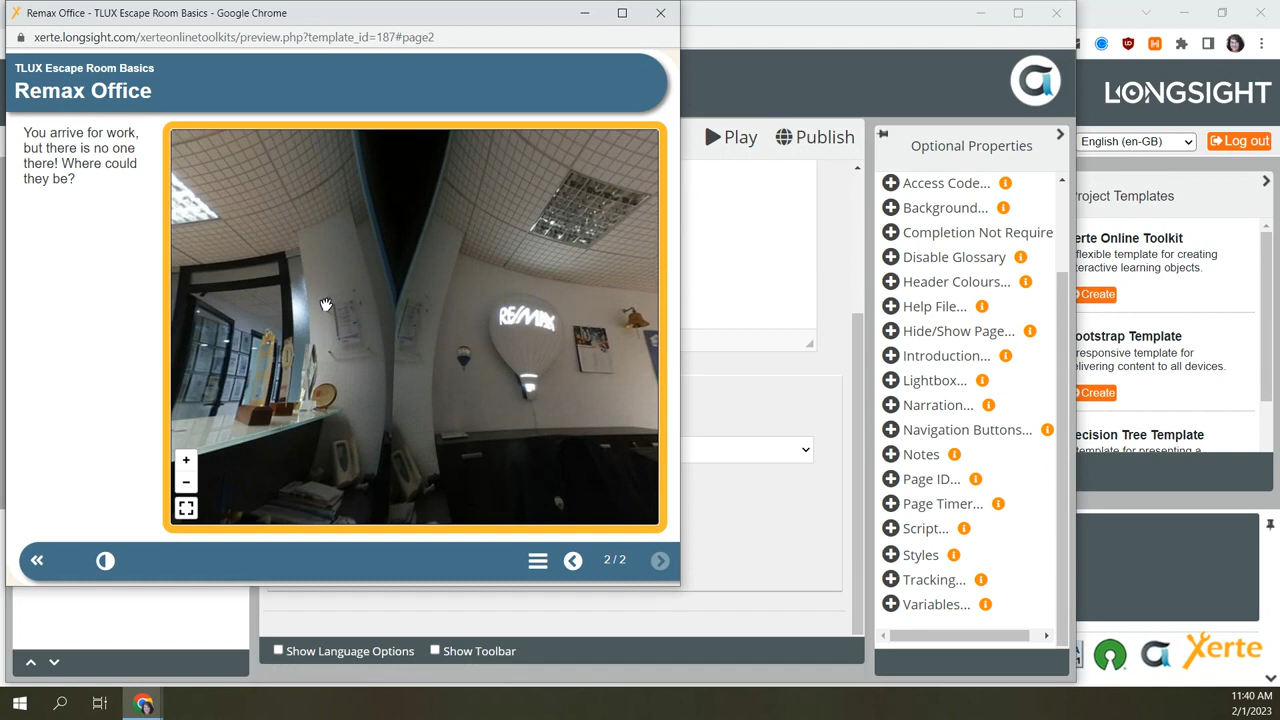 Remax Office - TLUX Escape Room Basics - Google Chrome
xerte.longsight.com/xerteonlinetoolkits/preview.php?template_id=187#page2
TLUX Escape Room Basics
Remax Office
You arrive for work,
but there is no one
there! Where could
they be?
RE/MAX
+
−
2 / 2
Play
Publish
Show Language Options
Show Toolbar
Optional Properties
Access Code...
Background...
Completion Not Require
Disable Glossary
Header Colours...
Help File...
Hide/Show Page...
Introduction...
Lightbox...
Narration...
Navigation Buttons...
Notes
Page ID...
Page Timer...
Script...
Styles
Tracking...
Variables...
LONGSIGHT
English (en-GB)
Log out
Project Templates
erte Online Toolkit
flexible template for creating
nteractive learning objects.
Create
ootstrap Template
responsive template for
elivering content to all devices.
Create
ecision Tree Template
template for presenting a
Xerte
11:40 AM
2/1/2023